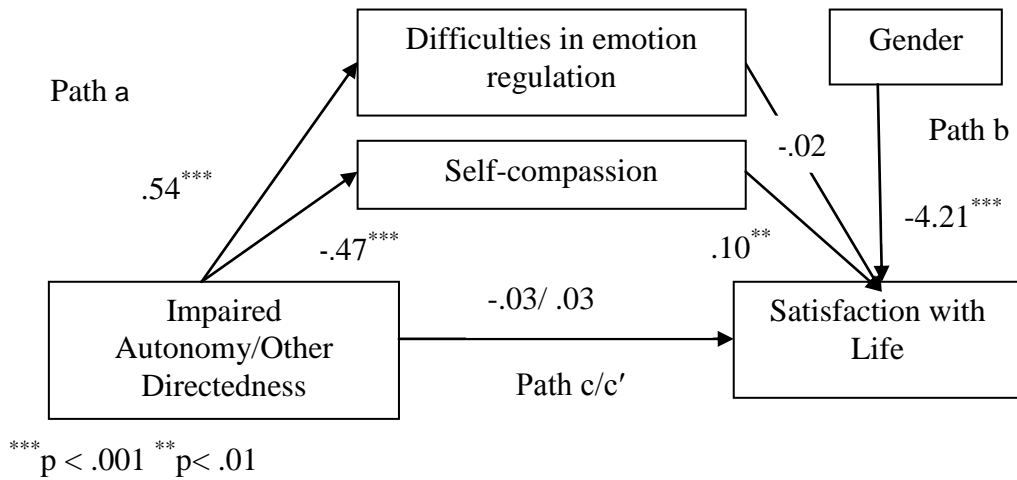 Difficulties in emotion
regulation
Gender
Path a
Path b
-.02
Self-compassion
.54***
-.47***
.10**
-4.21***
-.03/ .03
Impaired
Autonomy/Other
Directedness
Satisfaction with
Life
Path c/c′
***p < .001 **p< .01